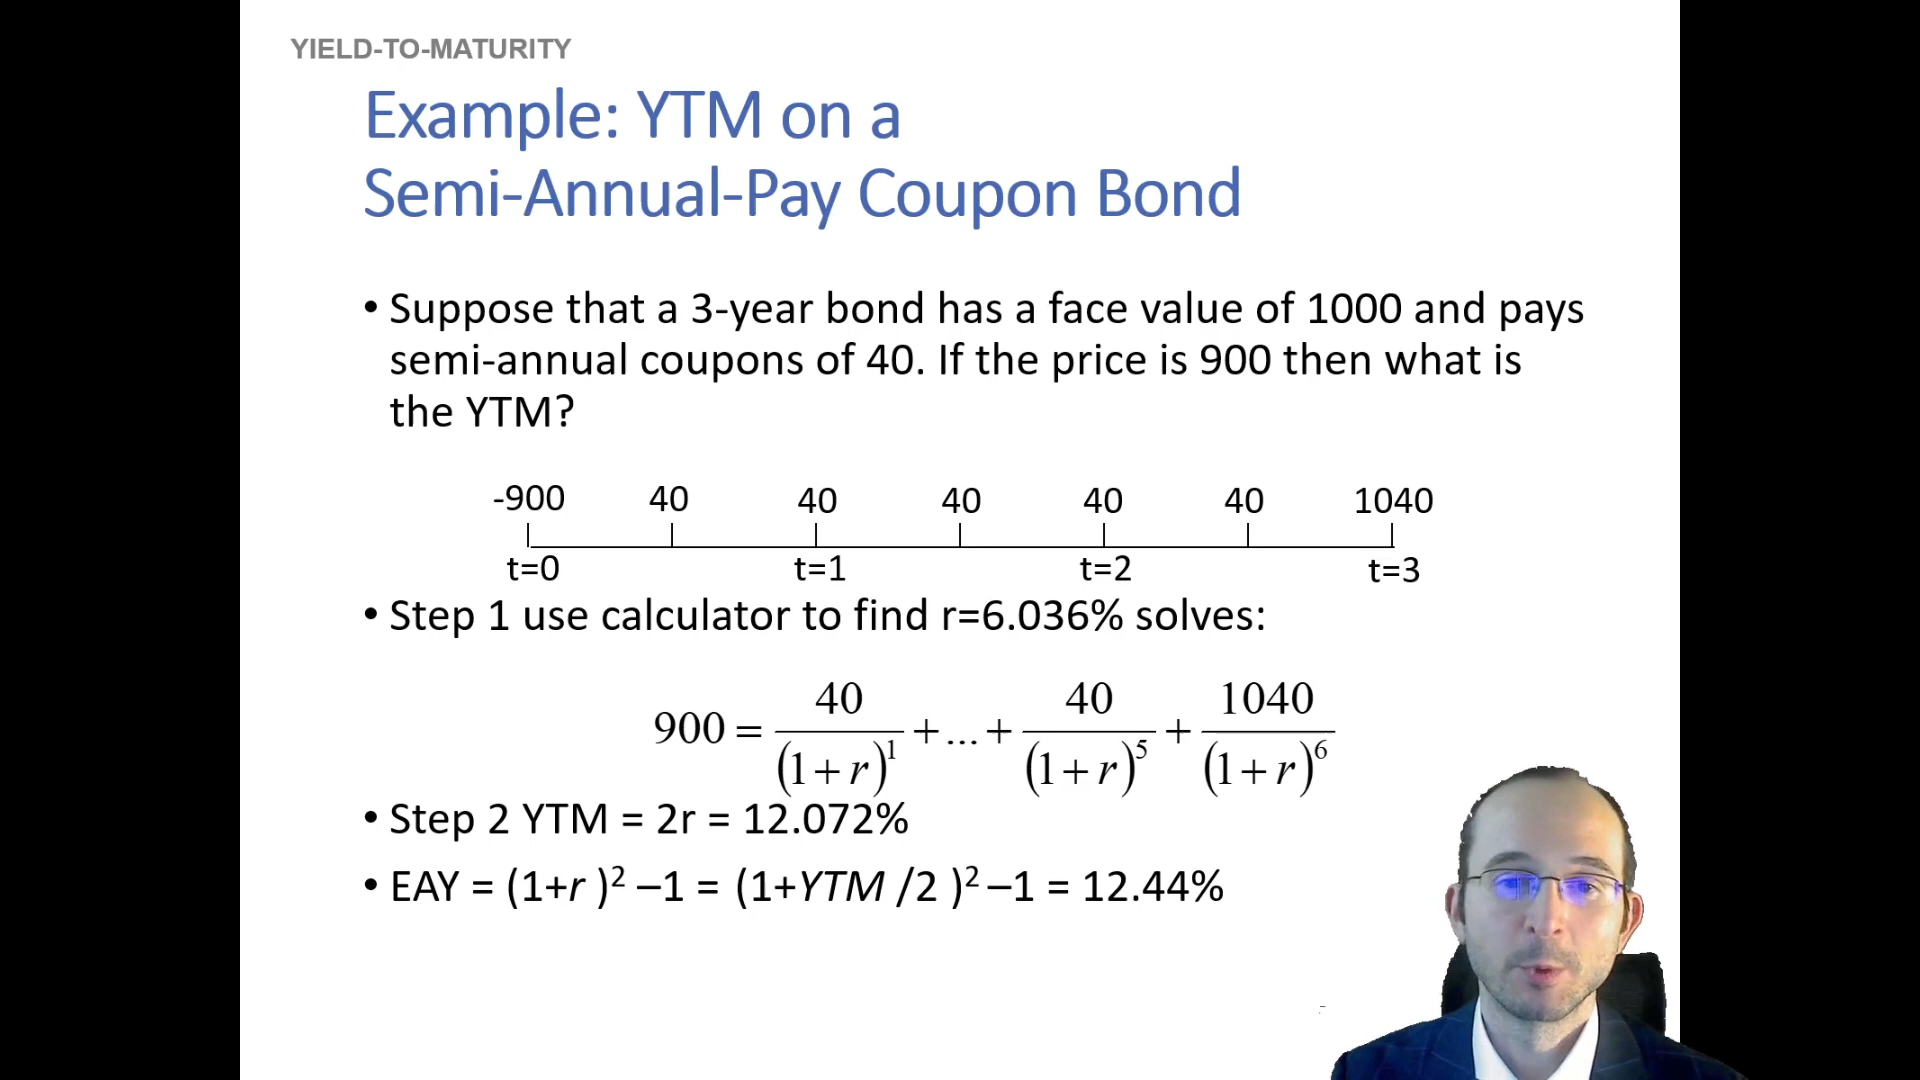 YIELD-TO-MATURITY
Example: YTM on a
Semi-Annual-Pay Coupon Bond
• Suppose that a 3-year bond has a face value of 1000 and pays
semi-annual coupons of 40. If the price is 900 then what is
the YTM?
-900 40 40 40 40 40 1040
t=0 t=1 t=2 t=3
• Step 1 use calculator to find r=6.036% solves:
900 = 40/(1+r)^1 + ... + 40/(1+r)^5 + 1040/(1+r)^6
• Step 2 YTM = 2r = 12.072%
• EAY = (1+r )² –1 = (1+YTM /2 )² –1 = 12.44%